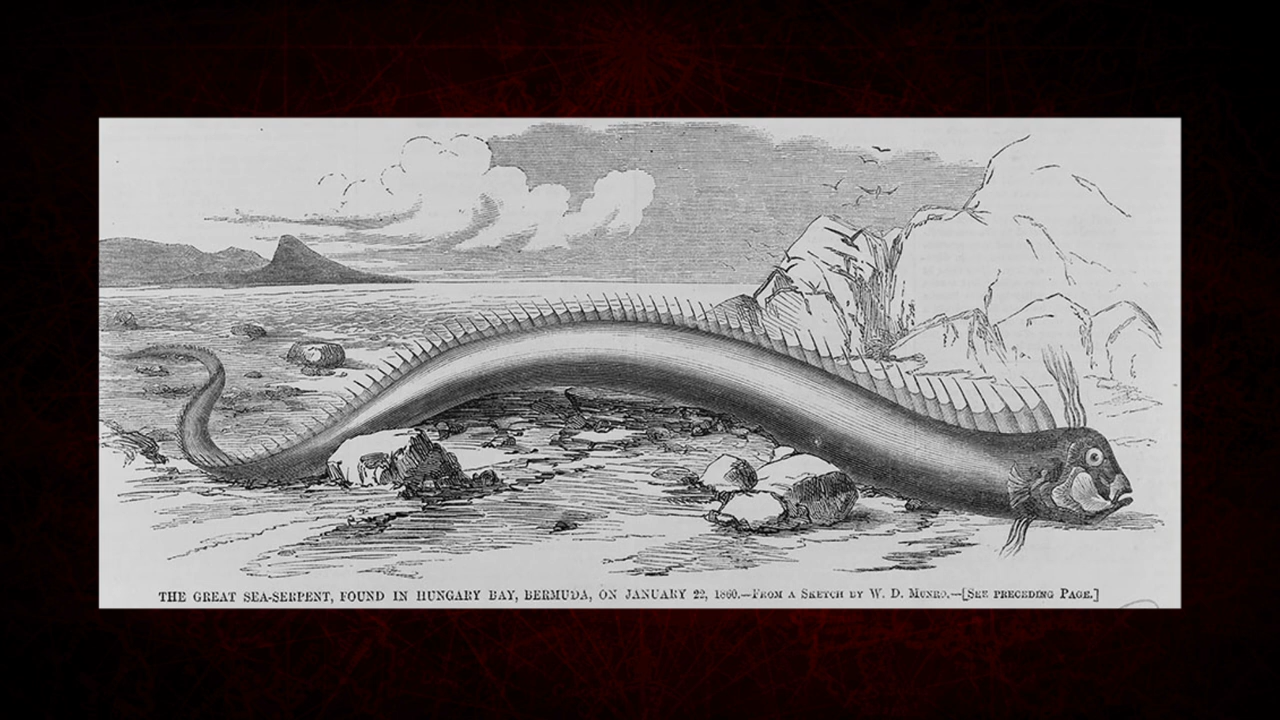 THE GREAT SEA-SERPENT, FOUND IN HUNGARY BAY, BERMUDA, ON JANUARY 22, 1860.—FROM A SKETCH BY W. D. MUNRO.—[SEE PRECEDING PAGE.]